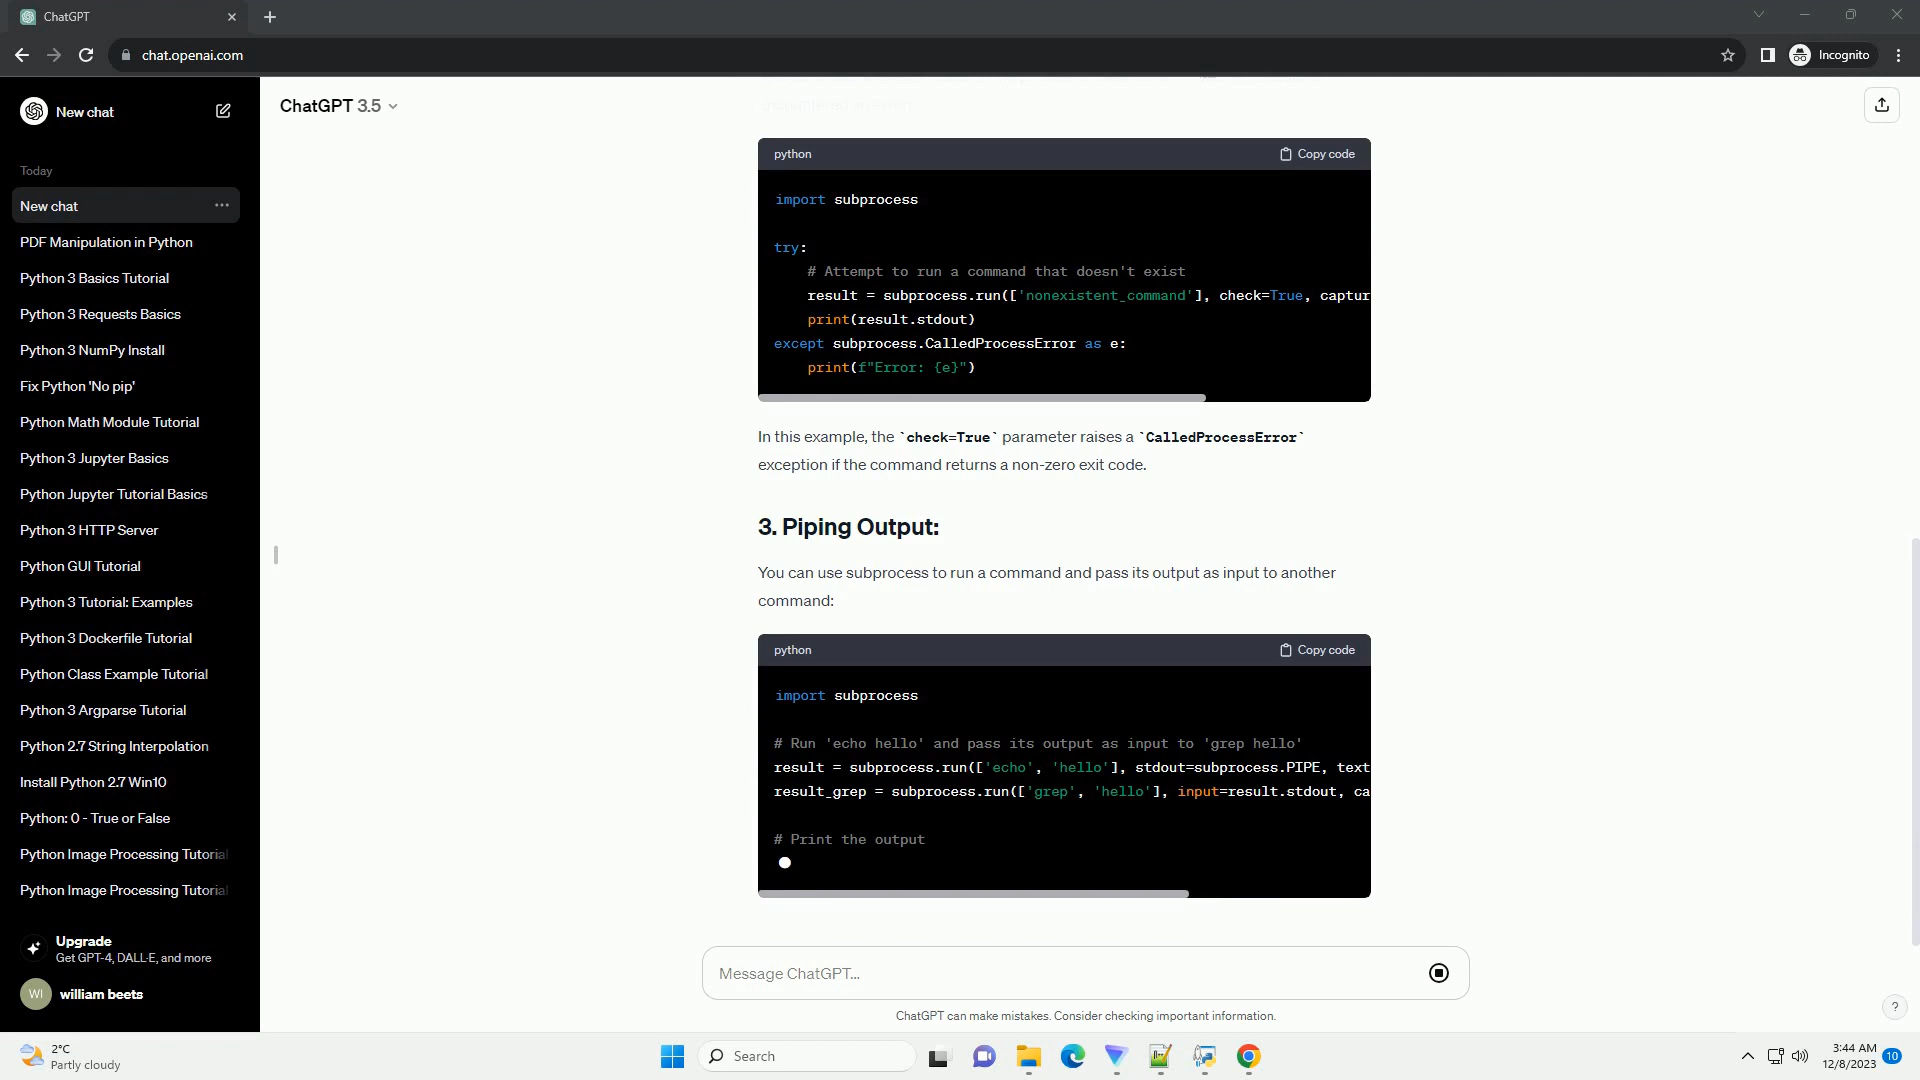 ChatGPT
chat.openai.com
Incognito
New chat
ChatGPT 3.5
Today
New chat
PDF Manipulation in Python
Python 3 Basics Tutorial
Python 3 Requests Basics
Python 3 NumPy Install
Fix Python 'No pip'
Python Math Module Tutorial
Python 3 Jupyter Basics
Python Jupyter Tutorial Basics
Python 3 HTTP Server
Python GUI Tutorial
Python 3 Tutorial: Examples
Python 3 Dockerfile Tutorial
Python Class Example Tutorial
Python 3 Argparse Tutorial
Python 2.7 String Interpolation
Install Python 2.7 Win10
Python: 0 - True or False
Python Image Processing Tutorial
Python Image Processing Tutorial
Upgrade
Get GPT-4, DALL·E, and more
WI
william beets
python
Copy code
import subprocess
try:
# Attempt to run a command that doesn't exist
result = subprocess.run(['nonexistent_command'], check=True, captur
print(result.stdout)
except subprocess.CalledProcessError as e:
print(f"Error: {e}")
In this example, the `check=True` parameter raises a `CalledProcessError`
exception if the command returns a non-zero exit code.
3. Piping Output:
You can use subprocess to run a command and pass its output as input to another
command:
python
Copy code
import subprocess
# Run 'echo hello' and pass its output as input to 'grep hello'
result = subprocess.run(['echo', 'hello'], stdout=subprocess.PIPE, text
result_grep = subprocess.run(['grep', 'hello'], input=result.stdout, ca
# Print the output
Message ChatGPT...
ChatGPT can make mistakes. Consider checking important information.
?
2°C
Partly cloudy
Search
3:44 AM
12/8/2023
10